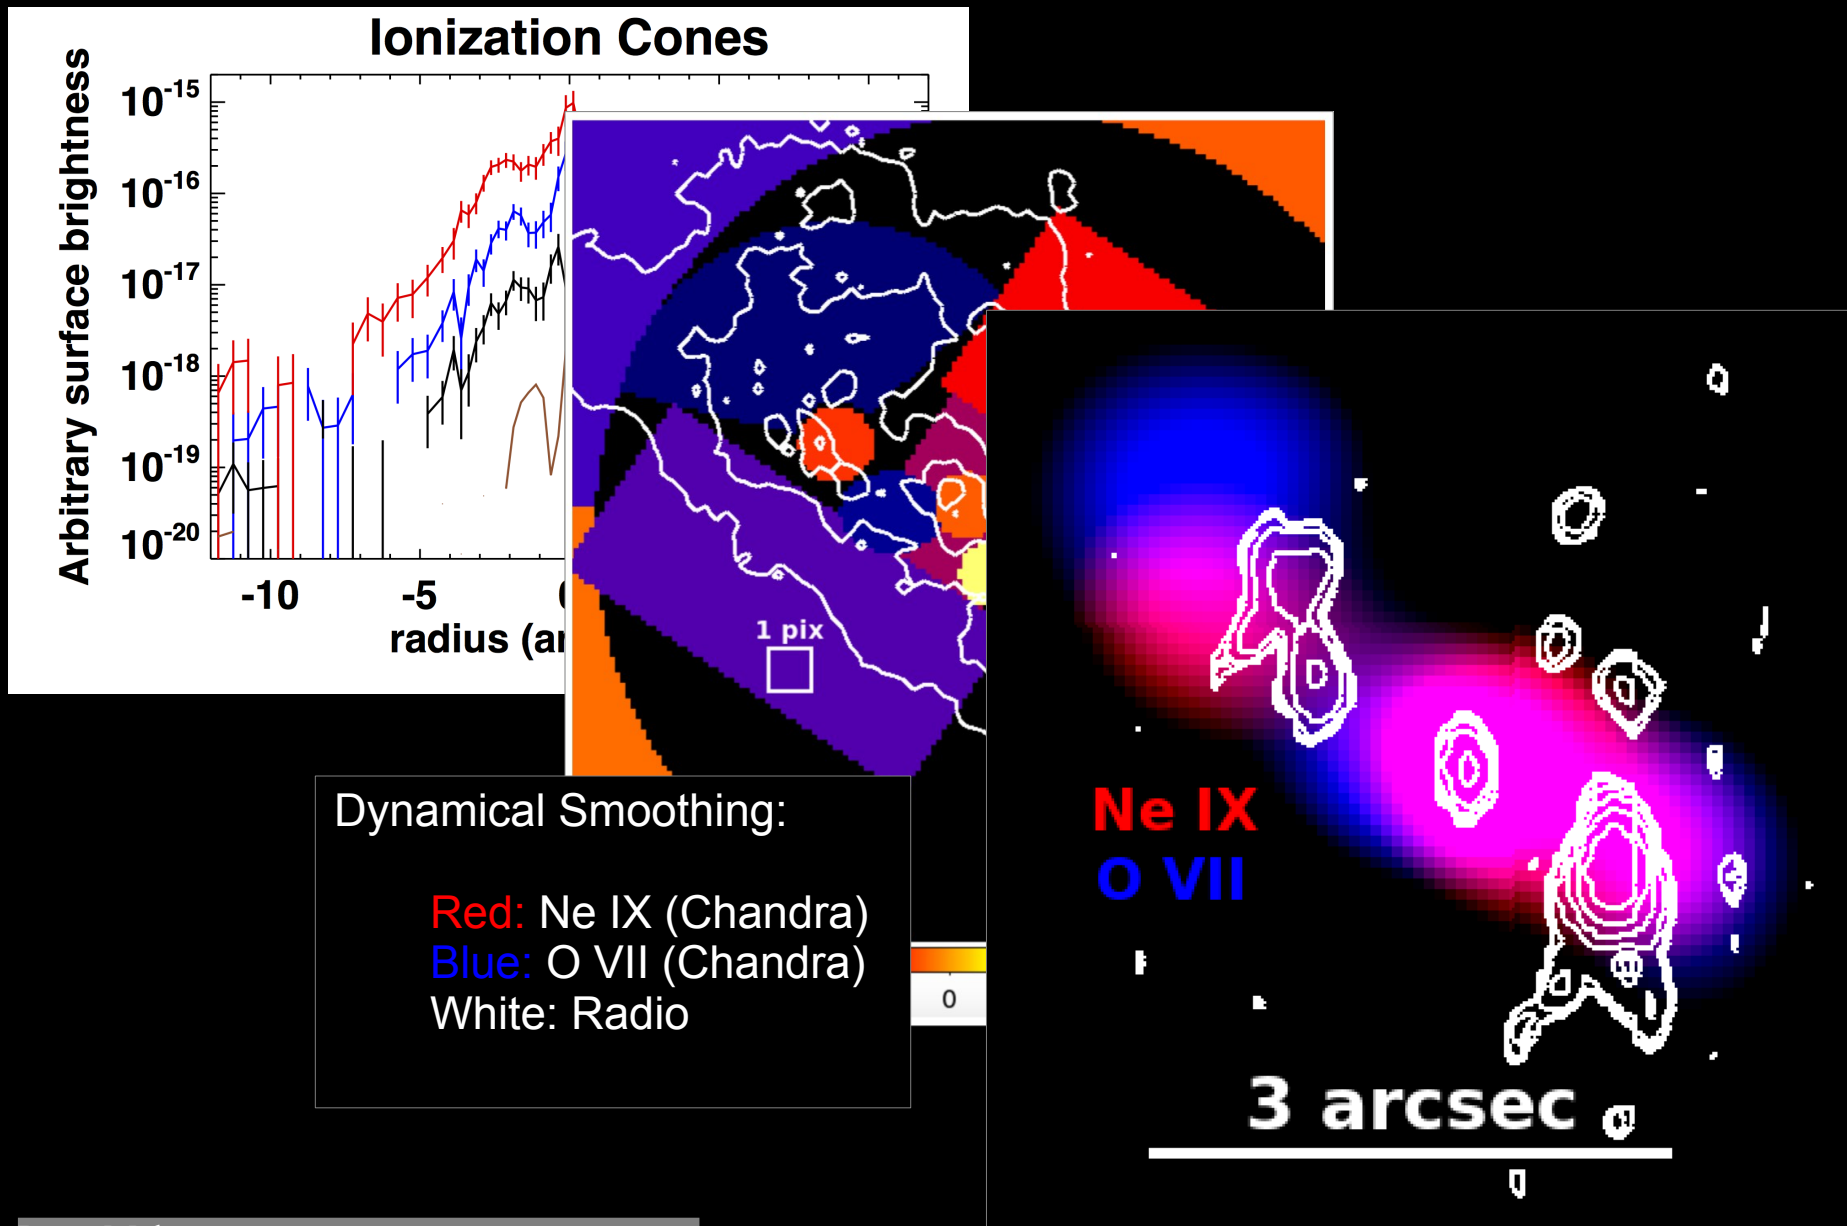 Ionization Cones
Arbitrary surface brightness
10-15
10-16
10-17
10-18
10-19
10-20
-10 -5
radius
1 pix
Dynamical Smoothing:
Red: Ne IX (Chandra)
Blue: O VII (Chandra)
White: Radio
0
Ne IX
O VII
3 arcsec